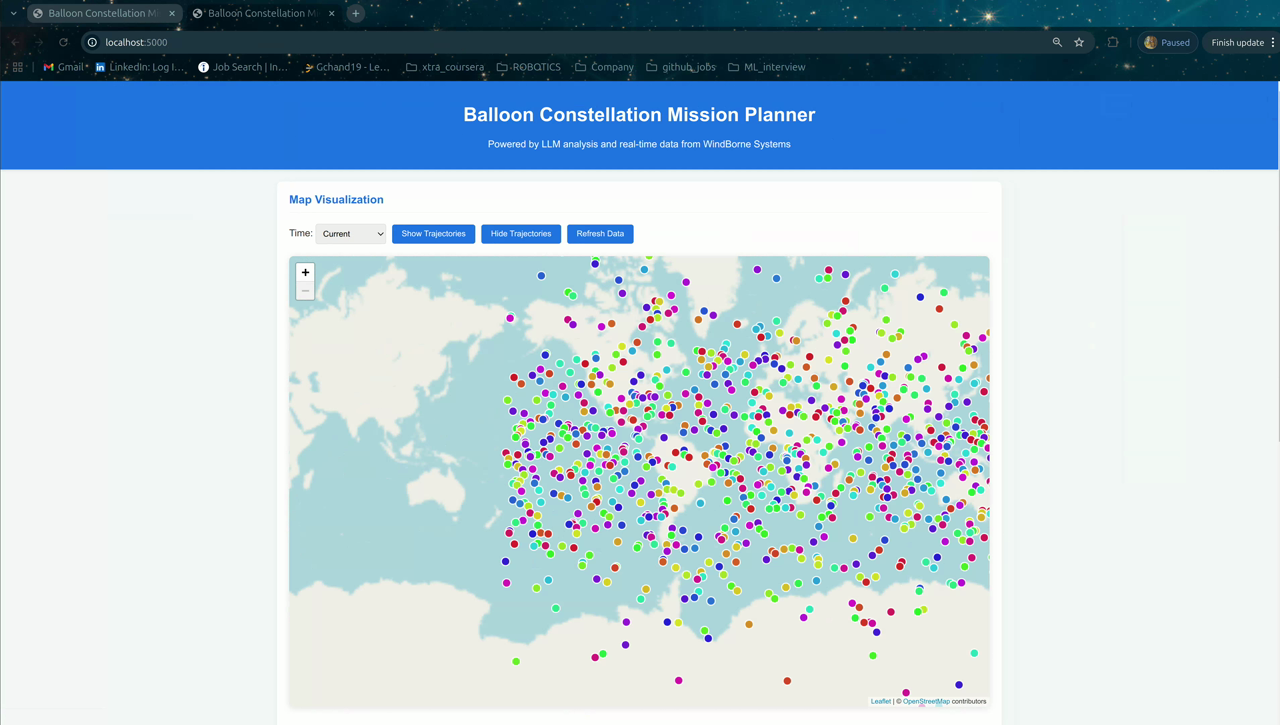 Balloon Constellation Mi
Balloon Constellation M
localhost:5000
Paused
Finish update
Gmail
LinkedIn: Log I...
Job Search | In...
Gchand19 - Le...
xtra_coursera
ROBOTICS
Company
github_jobs
ML_interview
Balloon Constellation Mission Planner
Powered by LLM analysis and real-time data from WindBorne Systems
Map Visualization
Time: Current Show Trajectories Hide Trajectories Refresh Data
+
−
Leaflet | © OpenStreetMap contributors